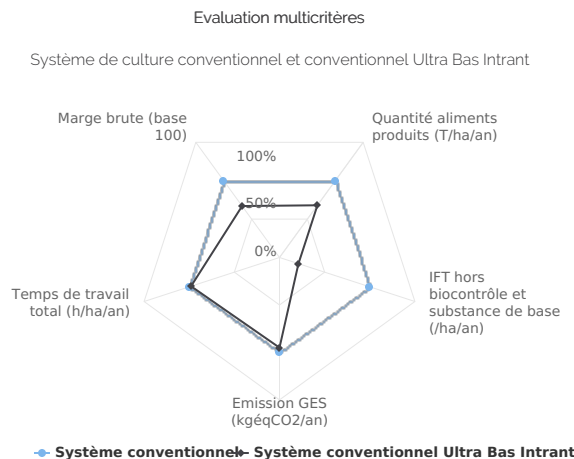 Evaluation multicritères
Système de culture conventionnel et conventionnel Ultra Bas Intrant
Marge brute (base
100)
Quantité aliments
produits (T/ha/an)
100%
50%
0%
IFT hors
biocontrôle et
substance de base
(/ha/an)
Temps de travail
total (h/ha/an)
Emission GES
(kgéqCO2/an)
Système conventionnel
Système conventionnel Ultra Bas Intrant